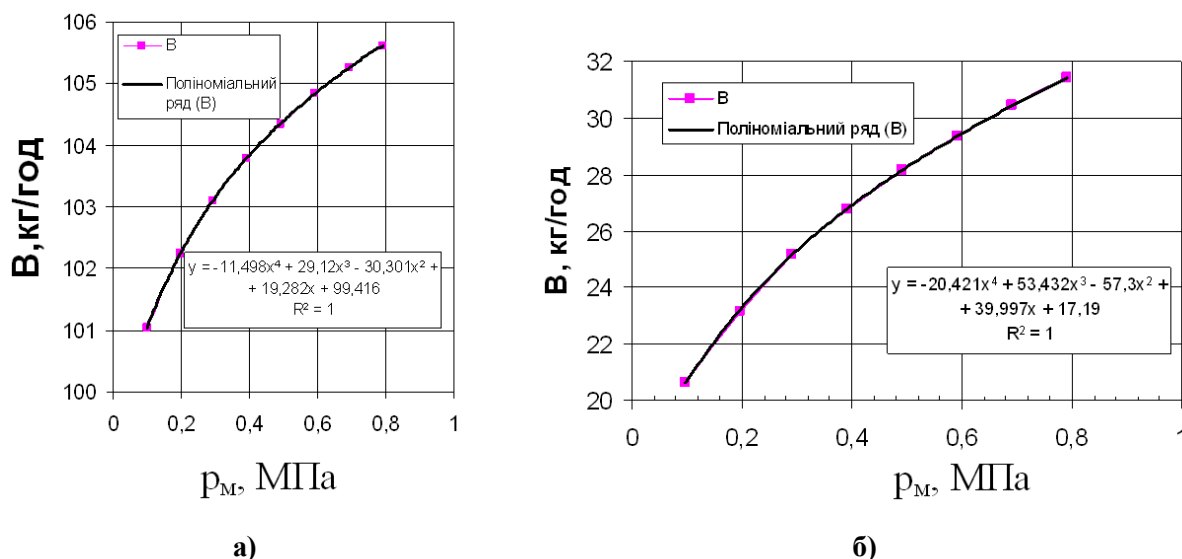 106
105
104
103
102
101
100
В,кг/год
В
Поліноміальний
ряд (В)
y = -11,498x⁴ + 29,12x³ - 30,301x² +
+ 19,282x + 99,416
R² = 1
0 0,2 0,4 0,6 0,8 1
pм, МПа
а)
32
30
28
26
24
22
20
В, кг/год
В
Поліноміальний ряд (В)
y = -20,421x⁴ + 53,432x³ - 57,3x² +
+ 39,997x + 17,19
R² = 1
0 0,2 0,4 0,6 0,8 1
pм, МПа
б)